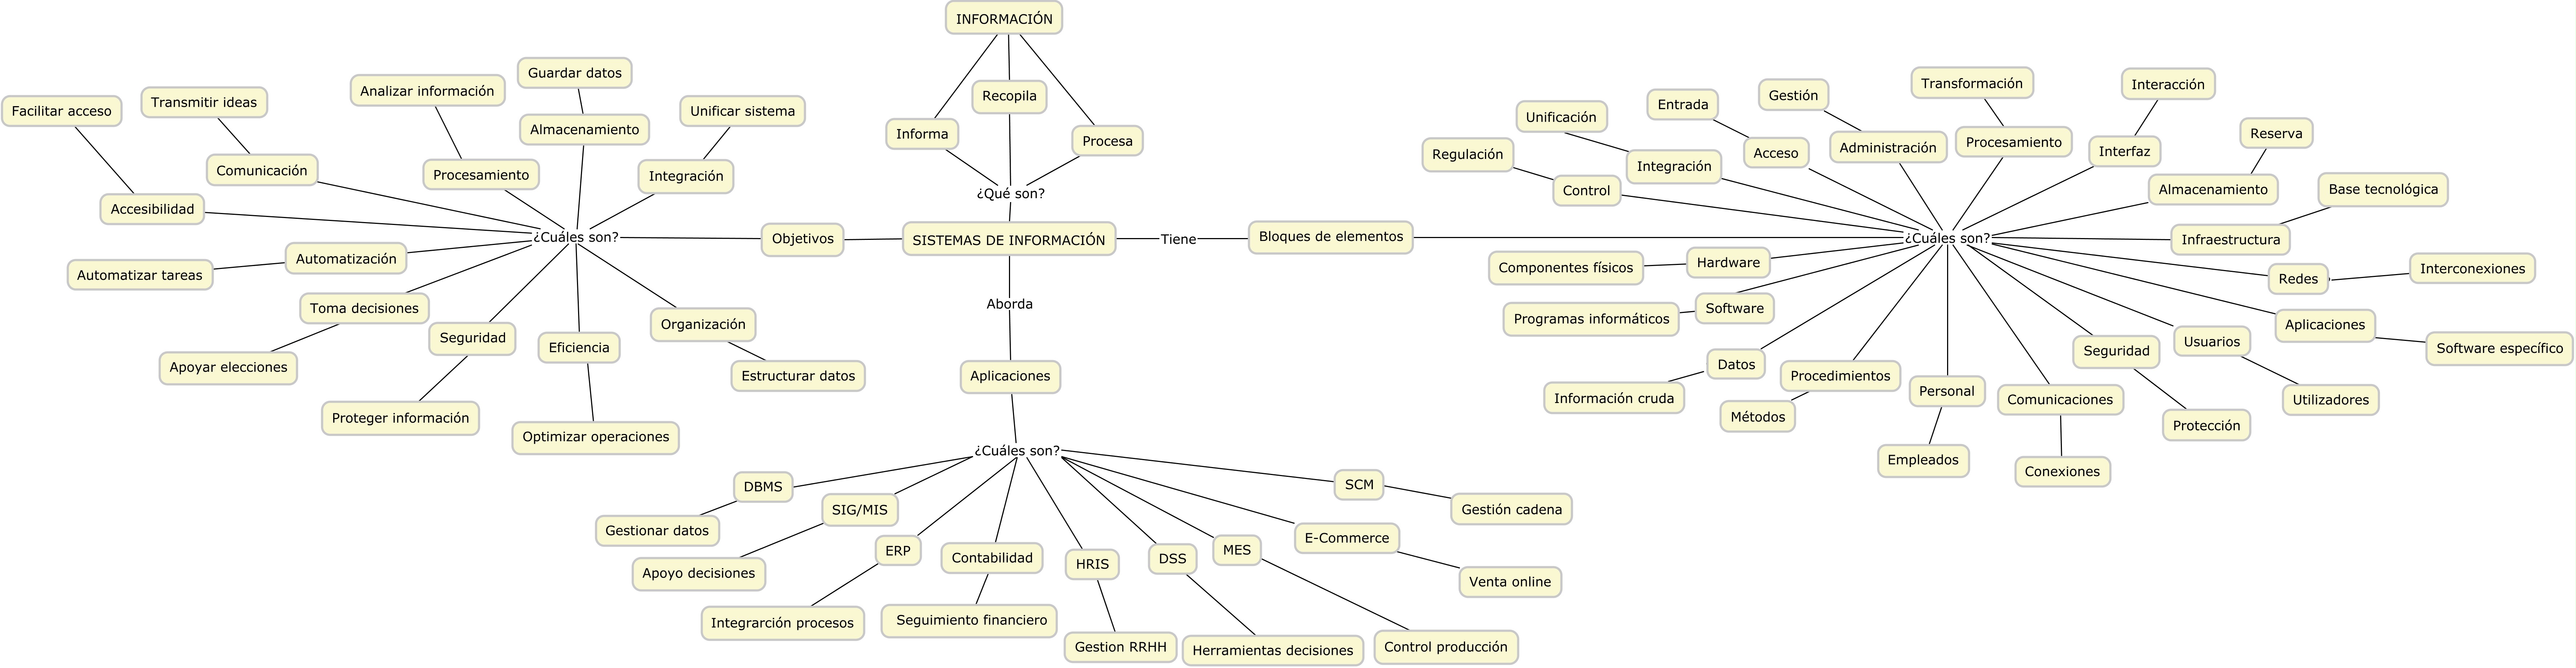 INFORMACIÓN
Recopila
Informa
Procesa
¿Qué son?
SISTEMAS DE INFORMACIÓN
Objetivos
¿Cuáles son?
Guardar datos
Almacenamiento
Analizar información
Procesamiento
Unificar sistema
Integración
Transmitir ideas
Comunicación
Facilitar acceso
Accesibilidad
Automatización
Automatizar tareas
Toma decisiones
Apoyar elecciones
Seguridad
Proteger información
Eficiencia
Optimizar operaciones
Organización
Estructurar datos
Tiene
Bloques de elementos
¿Cuáles son?
Regulación
Control
Unificación
Integración
Entrada
Acceso
Gestión
Administración
Transformación
Procesamiento
Interacción
Interfaz
Reserva
Almacenamiento
Base tecnológica
Infraestructura
Redes
Interconexiones
Aplicaciones
Software específico
Usuarios
Utilizadores
Seguridad
Protección
Comunicaciones
Conexiones
Personal
Empleados
Procedimientos
Métodos
Datos
Información cruda
Software
Programas informáticos
Hardware
Componentes físicos
Aborda
Aplicaciones
¿Cuáles son?
DBMS
Gestionar datos
SIG/MIS
Apoyo decisiones
ERP
Integrarción procesos
Contabilidad
Seguimiento financiero
HRIS
Gestion RRHH
DSS
Herramientas decisiones
MES
Control producción
E-Commerce
Venta online
SCM
Gestión cadena